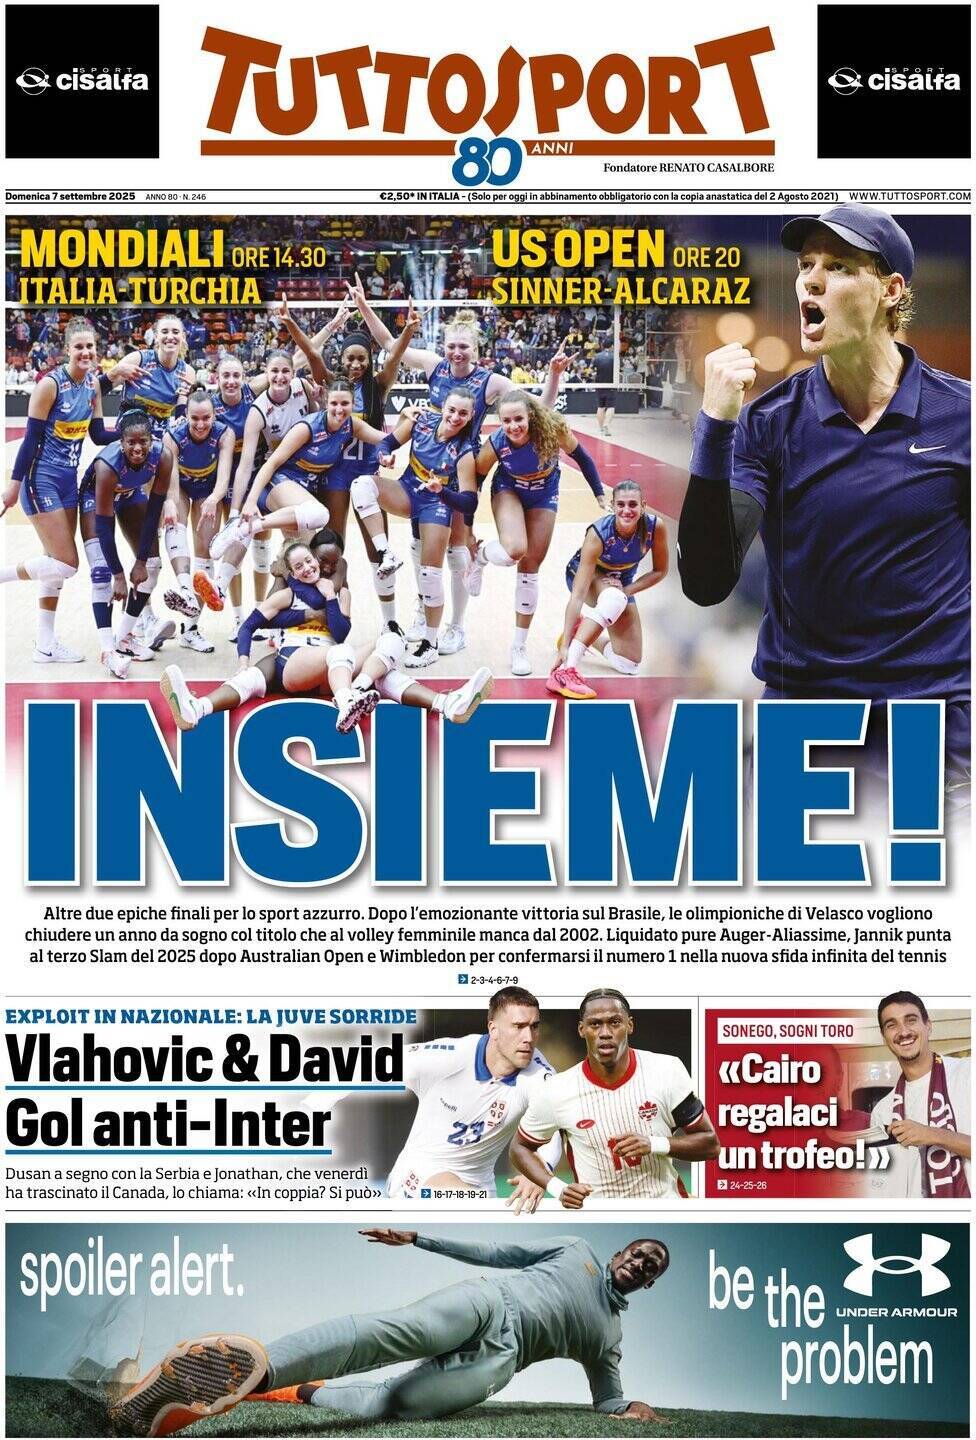 SPORT
cisalfa
TUTTOSPORT
80 ANNI
Fondatore RENATO CASALBORE
SPORT
cisalfa
Domenica 7 settembre 2025 ANNO 80 - N. 246 €2,50* IN ITALIA - (Solo per oggi in abbinamento obbligatorio con la copia anastatica del 2 Agosto 2021) WWW.TUTTOSPORT.COM
MONDIALI ORE 14.30
ITALIA-TURCHIA
US OPEN ORE 20
SINNER-ALCARAZ
INSIEME!
Altre due epiche finali per lo sport azzurro. Dopo l'emozionante vittoria sul Brasile, le olimpioniche di Velasco vogliono
chiudere un anno da sogno col titolo che al volley femminile manca dal 2002. Liquidato pure Auger-Aliassime, Jannik punta
al terzo Slam del 2025 dopo Australian Open e Wimbledon per confermarsi il numero 1 nella nuova sfida infinita del tennis
2-3-4-6-7-9
EXPLOIT IN NAZIONALE: LA JUVE SORRIDE
Vlahovic & David
Gol anti-Inter
Dusan a segno con la Serbia e Jonathan, che venerdì
ha trascinato il Canada, lo chiama: «In coppia? Si può»
16-17-18-19-21
23
CANADA
10
SONEGO, SOGNI TORO
«Cairo
regalaci
un trofeo!»
24-25-26
TORO
spoiler alert.
be the
problem
UNDER ARMOUR